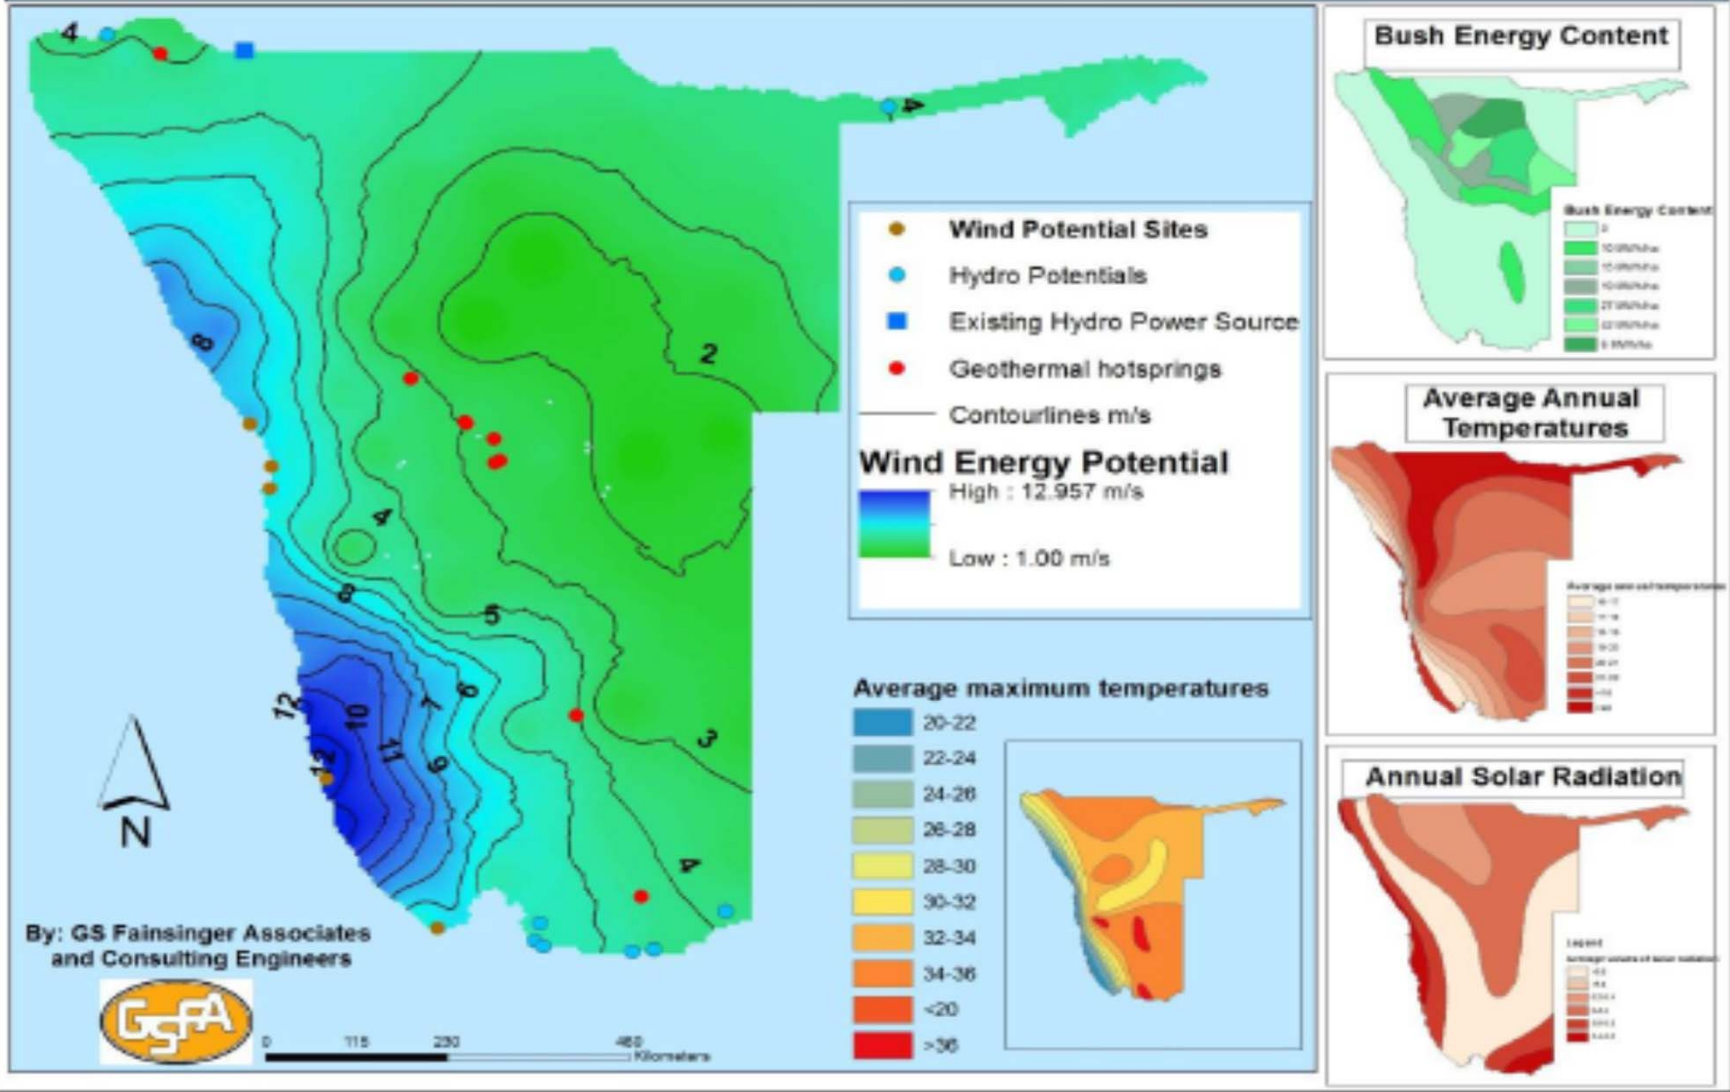 4
4
8
2
4
8
5
12
10
7
6
12
11
9
3
4
N
By: GS Fainsinger Associates
and Consulting Engineers
GSFA
0 115 230 460
Kilometers
Wind Potential Sites
Hydro Potentials
Existing Hydro Power Source
Geothermal hotsprings
Contourlines m/s
Wind Energy Potential
High : 12.957 m/s
Low : 1.00 m/s
Average maximum temperatures
20-22
22-24
24-26
26-28
28-30
30-32
32-34
34-36
<20
>36
Bush Energy Content
Bush Energy Content
Average Annual
Temperatures
Average annual temperatures
Annual Solar Radiation
Legend